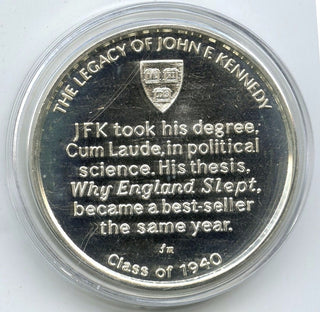 THE LEGACY OF JOHN F. KENNEDY
JFK took his degree,
Cum Laude, in political
science. His thesis,
Why England Slept,
became a best-seller
the same year.
fm
Class of 1940